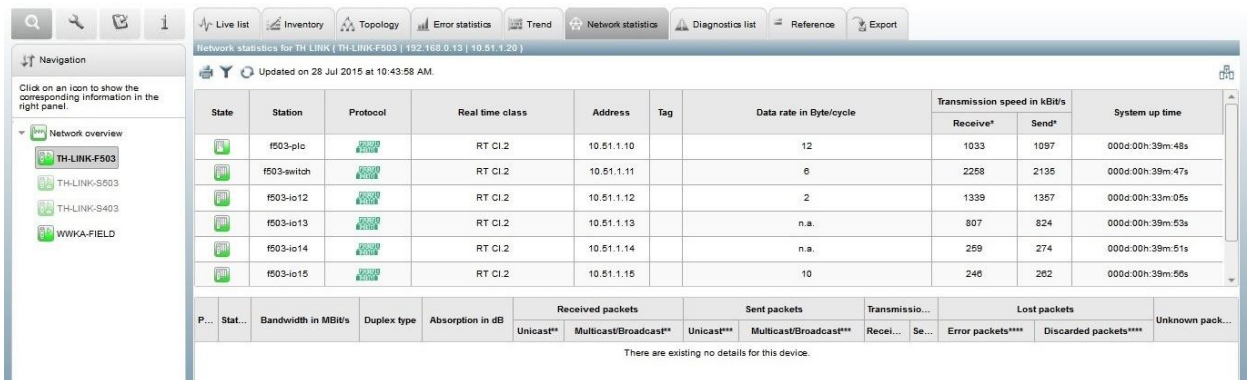 Live list
Inventory
Topology
Error statistics
Trend
Network statistics
Diagnostics list
Reference
Export
Network statistics for TH LINK ( TH-LINK-F503 | 192.168.0.13 | 10.51.1.20 )
Navigation
Updated on 28 Jul 2015 at 10:43:58 AM.
Click on an icon to show the
corresponding information in the
right panel.
Network overview
TH-LINK-F503
TH-LINK-S503
TH-LINK-S403
WWKA-FIELD
State Station Protocol Real time class Address Tag Data rate in Byte/cycle Transmission speed in kBit/s System up time
Receive* Send*
f503-plc RT Cl.2 10.51.1.10 12 1033 1097 000d:00h:39m:48s
f503-switch RT Cl.2 10.51.1.11 6 2258 2135 000d:00h:39m:47s
f503-io12 RT Cl.2 10.51.1.12 2 1339 1357 000d:00h:33m:05s
f503-io13 RT Cl.2 10.51.1.13 n.a. 807 824 000d:00h:39m:53s
f503-io14 RT Cl.2 10.51.1.14 n.a. 259 274 000d:00h:39m:51s
f503-io15 RT Cl.2 10.51.1.15 10 246 262 000d:00h:39m:56s
P... Stat... Bandwidth in MBit/s Duplex type Absorption in dB Received packets Sent packets Transmissio... Lost packets Unknown pack...
Unicast** Multicast/Broadcast** Unicast*** Multicast/Broadcast*** Recei... Se... Error packets**** Discarded packets****
There are existing no details for this device.